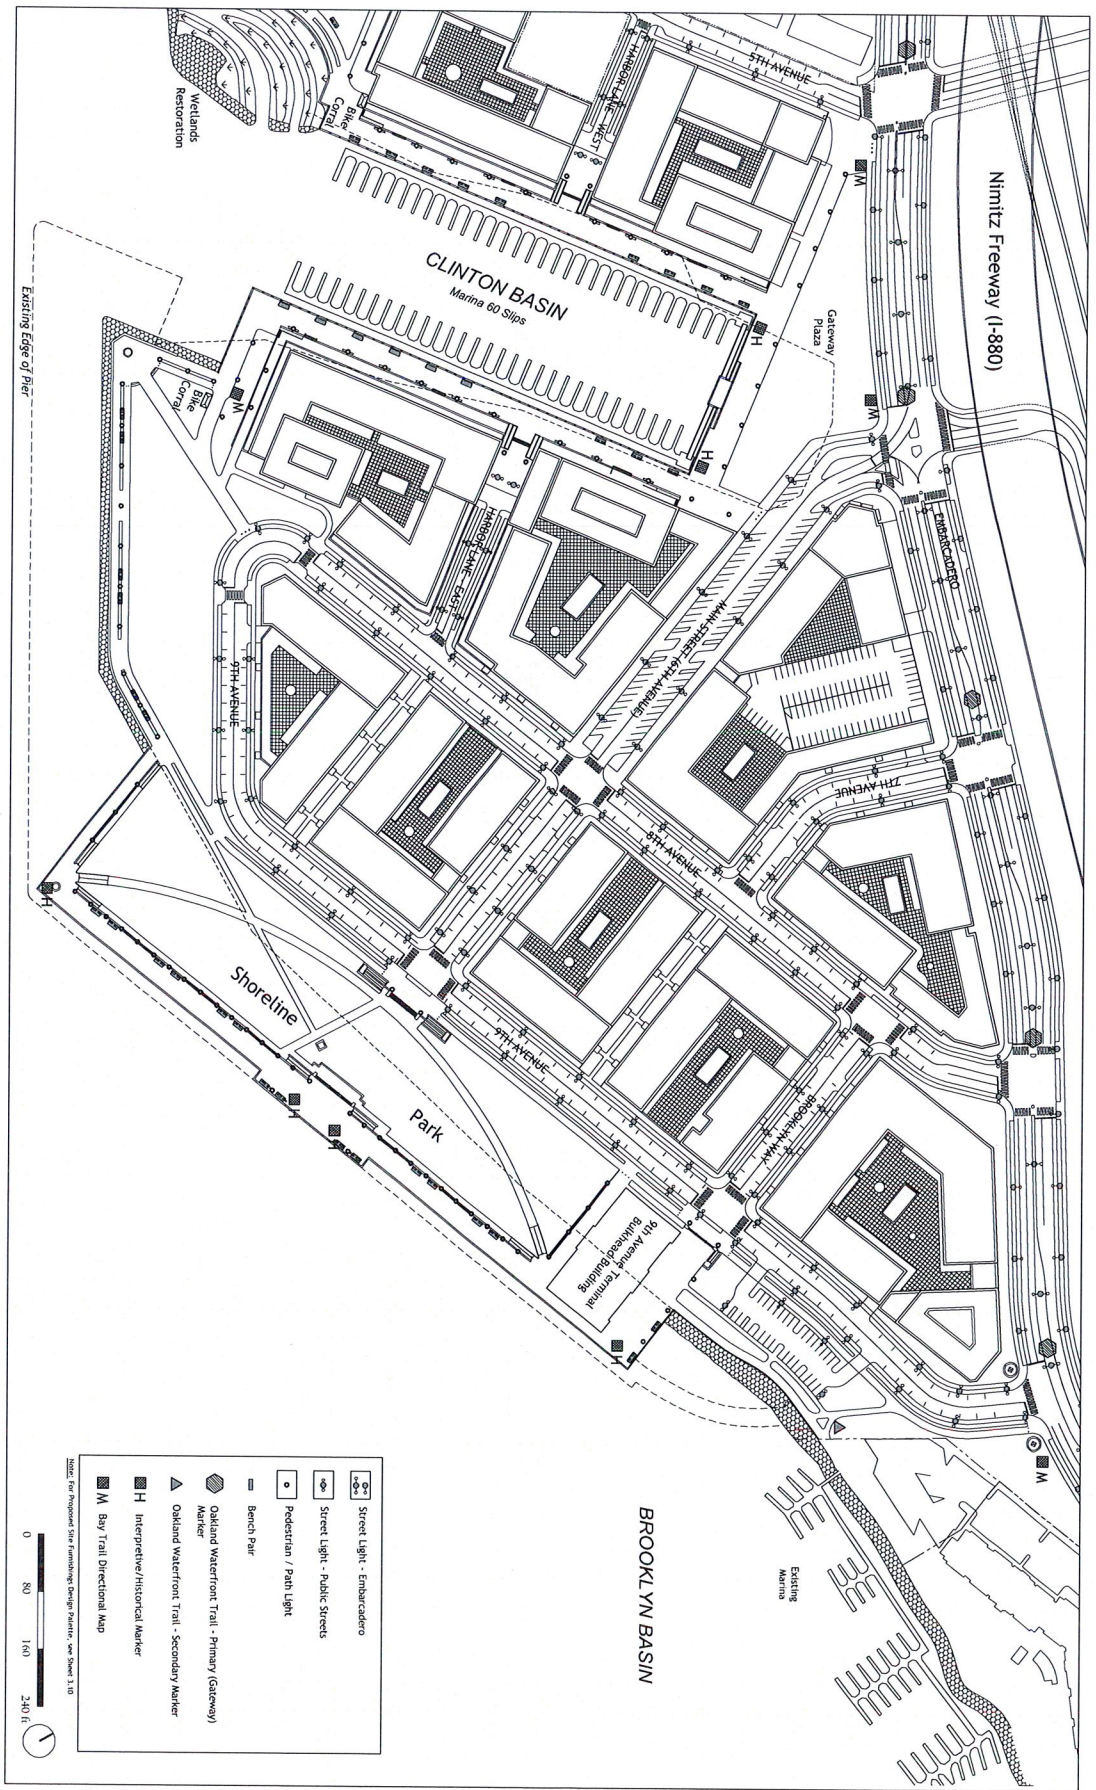 Nimitz Freeway (I-880)
5TH AVENUE
HARBOR LANE - WEST
Wetlands
Restoration
Bike
Corral
M
CLINTON BASIN
Marina 60 Slips
H
Gateway
Plaza
M
H
EMBARCADERO
Existing Edge of Pier
Bike
Corral
M
HARBOR LANE - EAST
MAIN STREET (6TH AVENUE)
9TH AVENUE
7TH AVENUE
8TH AVENUE
H
Shoreline
Park
9TH AVENUE
BROOKLYN WAY
H
M
9th Avenue Terminal
Bulkhead Building
H
M
BROOKLYN BASIN
Existing
Marina
Street Light - Embarcadero
Street Light - Public Streets
Pedestrian / Path Light
Bench Pair
Oakland Waterfront Trail - Primary (Gateway)
Marker
Oakland Waterfront Trail - Secondary Marker
H Interpretive/Historical Marker
M Bay Trail Directional Map
Note: For Proposed Site Furnishings Design Palette, see Sheet 3.10
0 80 160 240 ft